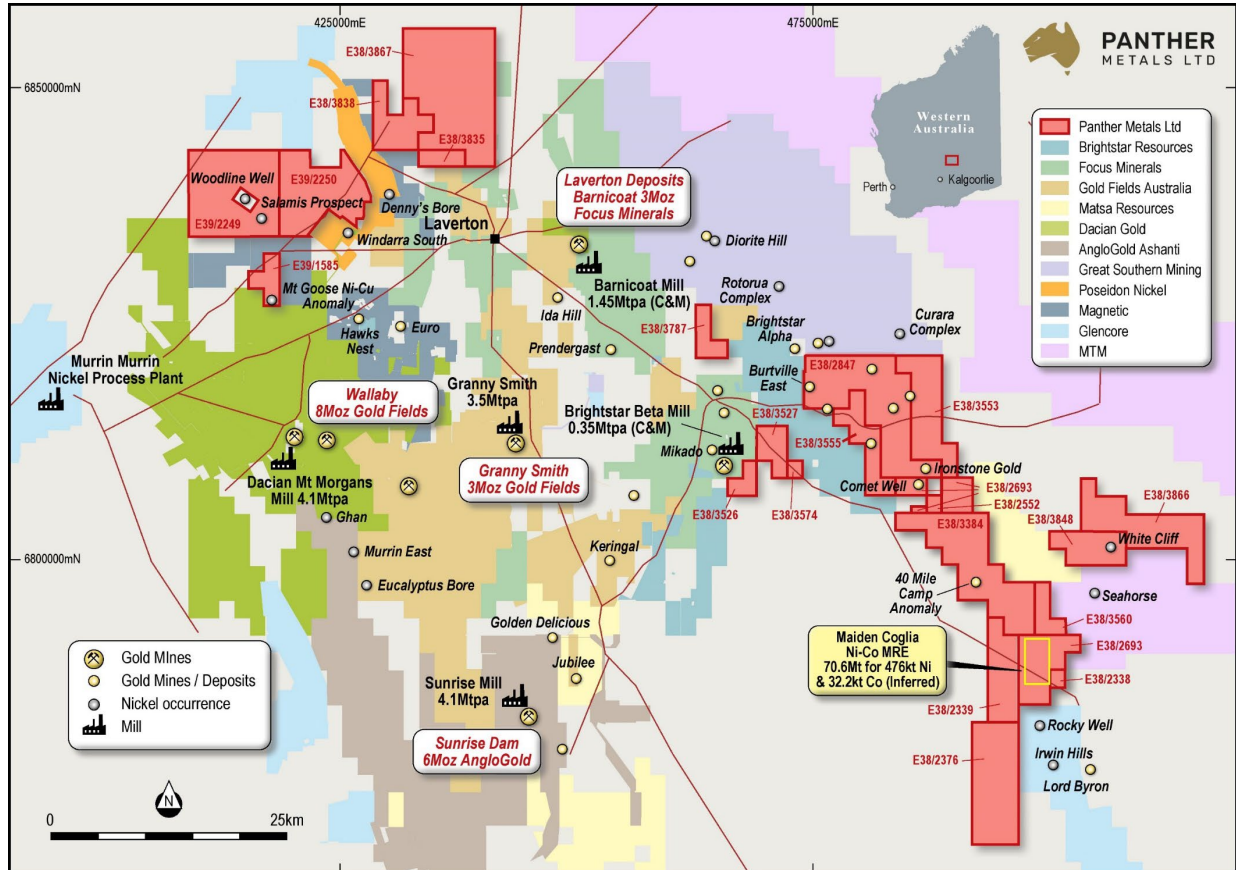 425000mE
475000mE
6850000mN
6800000mN
PANTHER
METALS LTD
Western
Australia
Perth
Kalgoorlie
Panther Metals Ltd
Brightstar Resources
Focus Minerals
Gold Fields Australia
Matsa Resources
Dacian Gold
AngloGold Ashanti
Great Southern Mining
Poseidon Nickel
Magnetic
Glencore
MTM
E38/3867
E38/3838
E38/3835
Woodline Well
E39/2250
Salamis Prospect
E39/2249
Denny's Bore
Laverton
Windarra South
E39/1585
Mt Goose Ni-Cu
Anomaly
Laverton Deposits
Barnicoat 3Moz
Focus Minerals
Barnicoat Mill
1.45Mtpa (C&M)
Diorite Hill
Rotorua
Complex
Curara
Complex
Ida Hill
Hawks
Nest
Euro
Prendergast
E38/3787
Brightstar
Alpha
Murrin Murrin
Nickel Process Plant
Burtville
East
E38/2847
E38/3553
Wallaby
8Moz Gold Fields
Granny Smith
3.5Mtpa
Brightstar Beta Mill
0.35Mtpa (C&M)
E38/3527
E38/3555
Mikado
Dacian Mt Morgans
Mill 4.1Mtpa
Granny Smith
3Moz Gold Fields
Ironstone Gold
Comet Well
E38/2693
E38/2552
E38/3526
E38/3574
E38/3384
E38/3866
E38/3848
White Cliff
Ghan
Murrin East
Keringal
Eucalyptus Bore
40 Mile
Camp
Anomaly
Seahorse
E38/3560
E38/2693
E38/2338
Golden Delicious
Jubilee
Maiden Coglia
Ni-Co MRE
70.6Mt for 476kt Ni
& 32.2kt Co (Inferred)
E38/2339
Sunrise Mill
4.1Mtpa
Sunrise Dam
6Moz AngloGold
Rocky Well
E38/2376
Irwin Hills
Lord Byron
Gold MInes
Gold Mines / Deposits
Nickel occurrence
Mill
N
0
25km